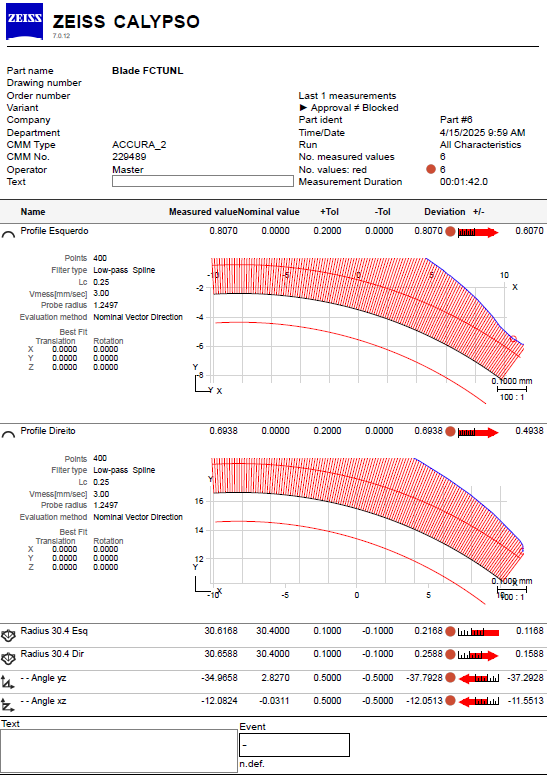 ZEISS
ZEISS CALYPSO
7.0.12
Part name Blade FCTUNL
Drawing number
Order number Last 1 measurements
Variant ► Approval ≠ Blocked
Company Part ident Part #6
Department Time/Date 4/15/2025 9:59 AM
CMM Type ACCURA_2 Run All Characteristics
CMM No. 229489 No. measured values 6
Operator Master No. values: red 6
Text Measurement Duration 00:01:42.0
Name Measured value Nominal value +Tol -Tol Deviation +/-
Profile Esquerdo 0.8070 0.0000 0.2000 0.0000 0.8070 0.6070
Points 400
Filter type Low-pass Spline
Lc 0.25
Vmess[mm/sec] 3.00
Probe radius 1.2497
Evaluation method Nominal Vector Direction
Best Fit
Translation Rotation
X 0.0000 0.0000
Y 0.0000 0.0000
Z 0.0000 0.0000
-10 -5 5 10
X
-2
-4
-6
-8
Y
Y X
0.1000 mm
100 : 1
Profile Direito 0.6938 0.0000 0.2000 0.0000 0.6938 0.4938
Points 400
Filter type Low-pass Spline
Lc 0.25
Vmess[mm/sec] 3.00
Probe radius 1.2497
Evaluation method Nominal Vector Direction
Best Fit
Translation Rotation
X 0.0000 0.0000
Y 0.0000 0.0000
Z 0.0000 0.0000
Y
16
14
12
Y
X
-10 -5 0 5 10
0.1000 mm
100 : 1
Radius 30.4 Esq 30.6168 30.4000 0.1000 -0.1000 0.2168 0.1168
Radius 30.4 Dir 30.6588 30.4000 0.1000 -0.1000 0.2588 0.1588
- - Angle yz -34.9658 2.8270 0.5000 -0.5000 -37.7928 -37.2928
- - Angle xz -12.0824 -0.0311 0.5000 -0.5000 -12.0513 -11.5513
Text
Event
–
n.def.